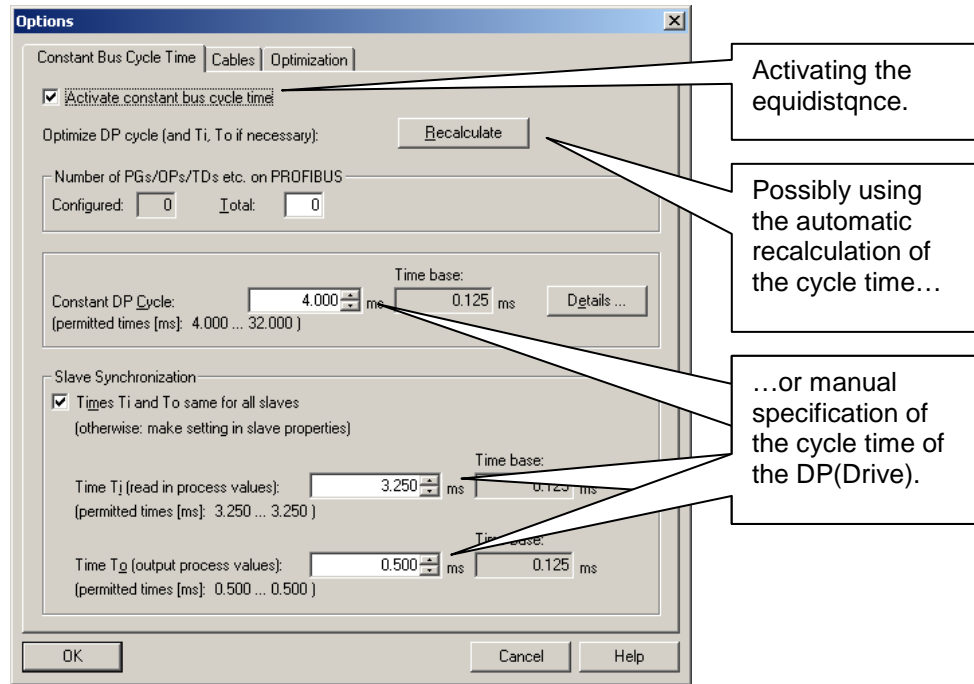 Options
Constant Bus Cycle Time Cables Optimization
Activate constant bus cycle time
Optimize DP cycle (and Ti, To if necessary): Recalculate
Number of PGs/OPs/TDs etc. on PROFIBUS
Configured: 0 Total: 0
Time base:
Constant DP Cycle: 4.000 ms 0.125 ms Details ...
(permitted times [ms]: 4.000 ... 32.000 )
Slave Synchronization
Times Ti and To same for all slaves
(otherwise: make setting in slave properties)
Time base:
Time Ti (read in process values): 3.250 ms 0.125 ms
(permitted times [ms]: 3.250 ... 3.250 )
Time base:
Time To (output process values): 0.500 ms 0.125 ms
(permitted times [ms]: 0.500 ... 0.500 )
OK Cancel Help
Activating the
equidistqnce.
Possibly using
the automatic
recalculation of
the cycle time…
…or manual
specification of
the cycle time of
the DP(Drive).